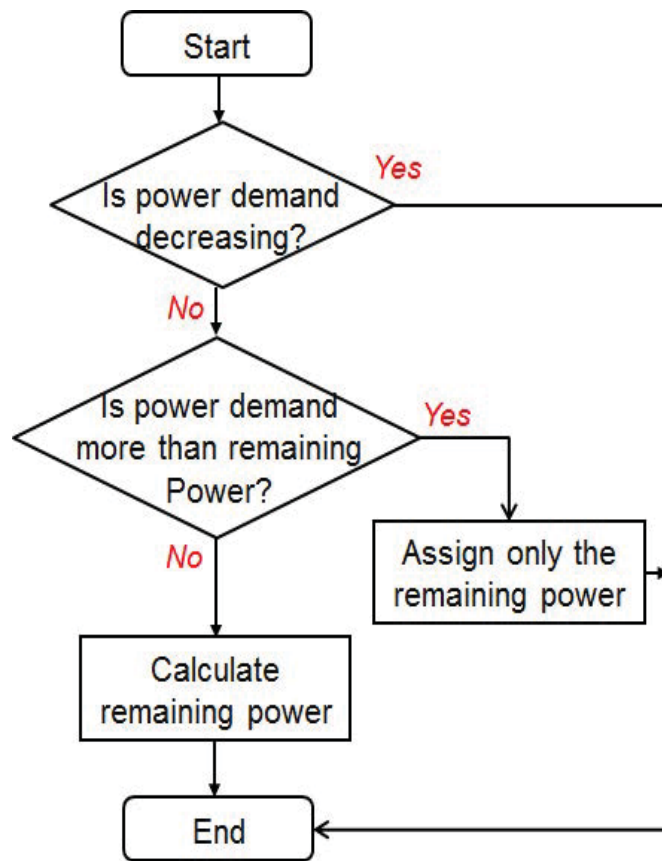 Start
Yes
Is power demand
decreasing?
No
Is power demand
more than remaining
Power?
Yes
No
Assign only the
remaining power
Calculate
remaining power
End